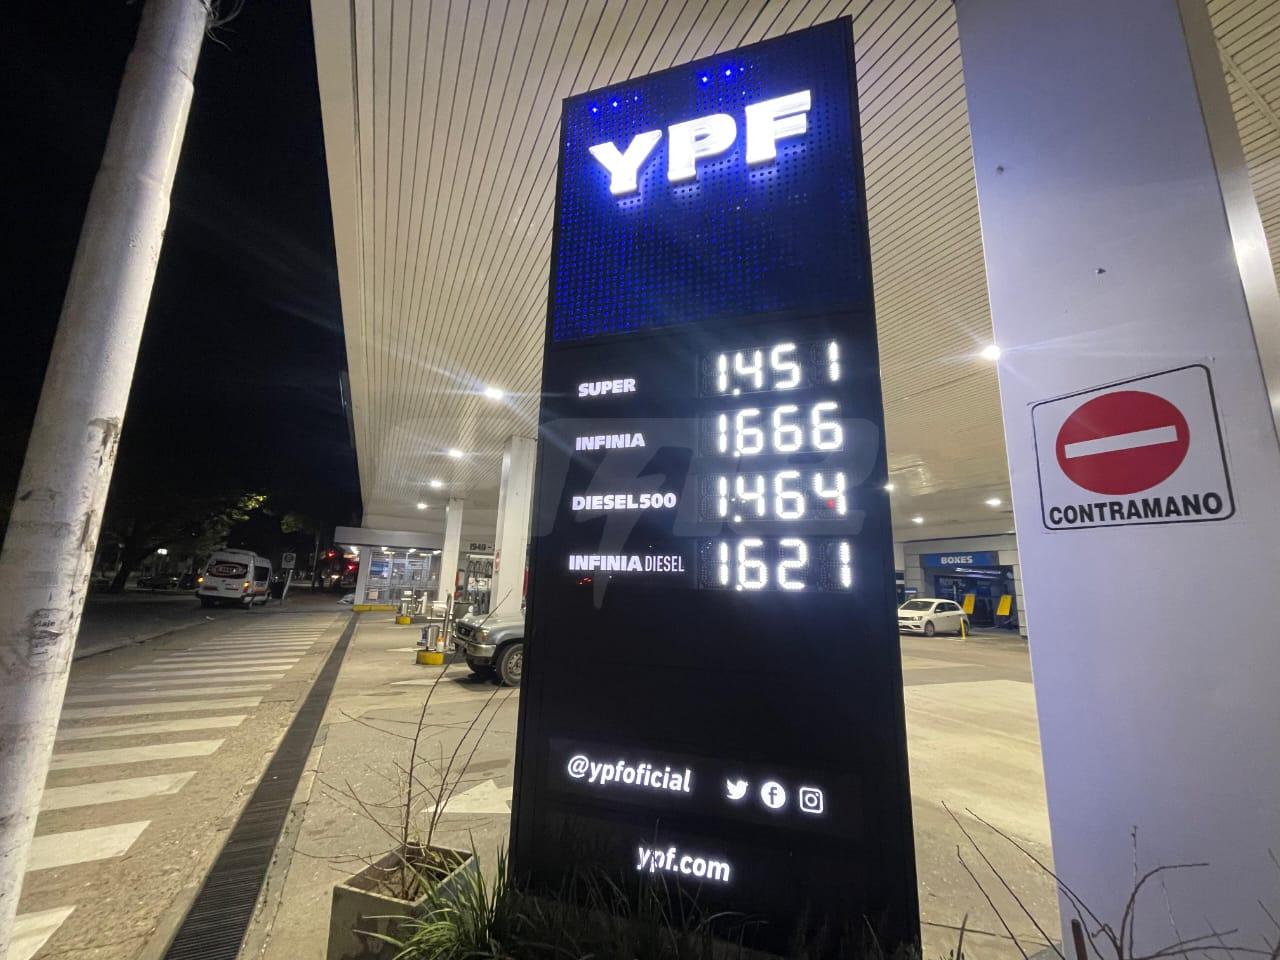 YPF
SUPER 1.451
INFINIA 1.666
DIESEL500 1.464
INFINIA DIESEL 1.621
@ypfoficial
ypf.com
CONTRAMANO
BOXES